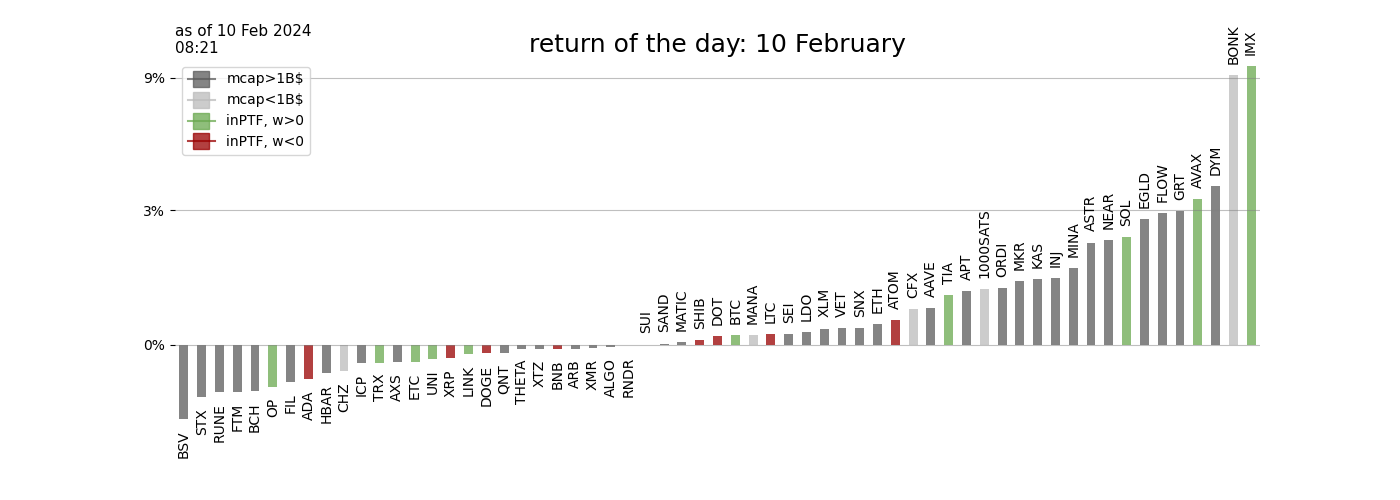 as of 10 Feb 2024
08:21
return of the day: 10 February
mcap>1B$
mcap<1B$
inPTF, w>0
inPTF, w<0
9%
3%
0%
BSV
STX
RUNE
FTM
BCH
OP
FIL
ADA
HBAR
CHZ
ICP
TRX
AXS
ETC
UNI
XRP
LINK
DOGE
QNT
THETA
XTZ
BNB
ARB
XMR
ALGO
RNDR
SUI
SAND
MATIC
SHIB
DOT
BTC
MANA
LTC
SEI
LDO
XLM
VET
SNX
ETH
ATOM
CFX
AAVE
TIA
APT
1000SATS
ORDI
MKR
KAS
INJ
MINA
ASTR
NEAR
SOL
EGLD
FLOW
GRT
AVAX
DYM
BONK
IMX